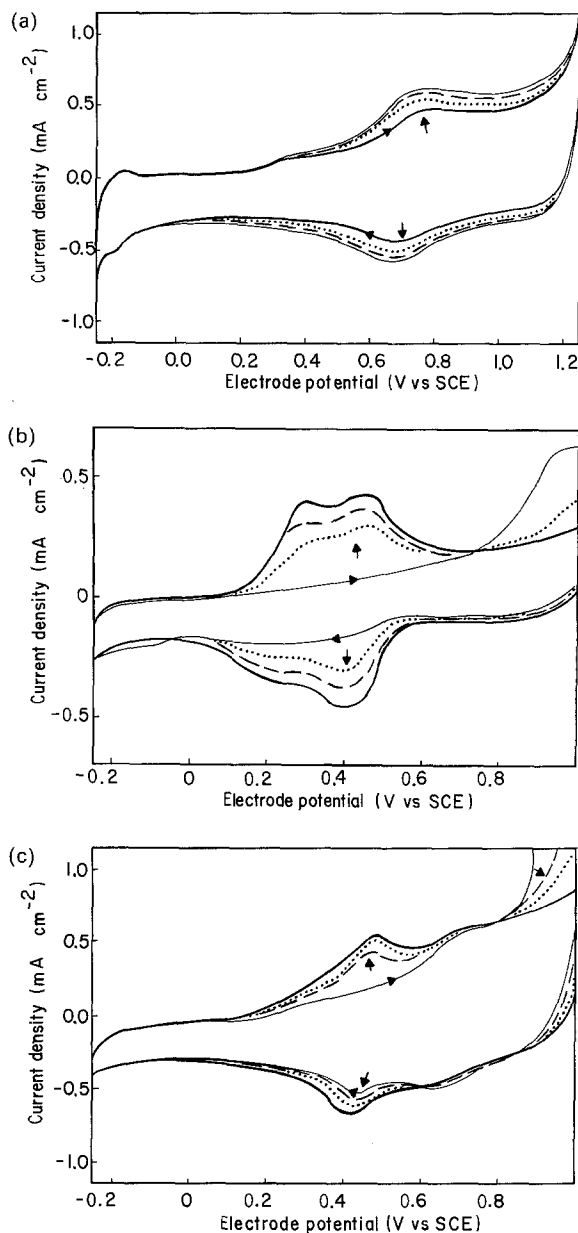 (a)
Current density (mA cm⁻²)
1.0
0.5
0.0
-0.5
-1.0
-0.2 0.0 0.2 0.4 0.6 0.8 1.0 1.2
Electrode potential (V vs SCE)
(b)
Current density (mA cm⁻²)
0.5
0
-0.5
-0.2 0 0.2 0.4 0.6 0.8
Electrode potential (V vs SCE)
(c)
Current density (mA cm⁻²)
1.0
0.5
0.0
-0.5
-1.0
-0.2 0 0.2 0.4 0.6 0.8
Electrode potential (V vs SCE)